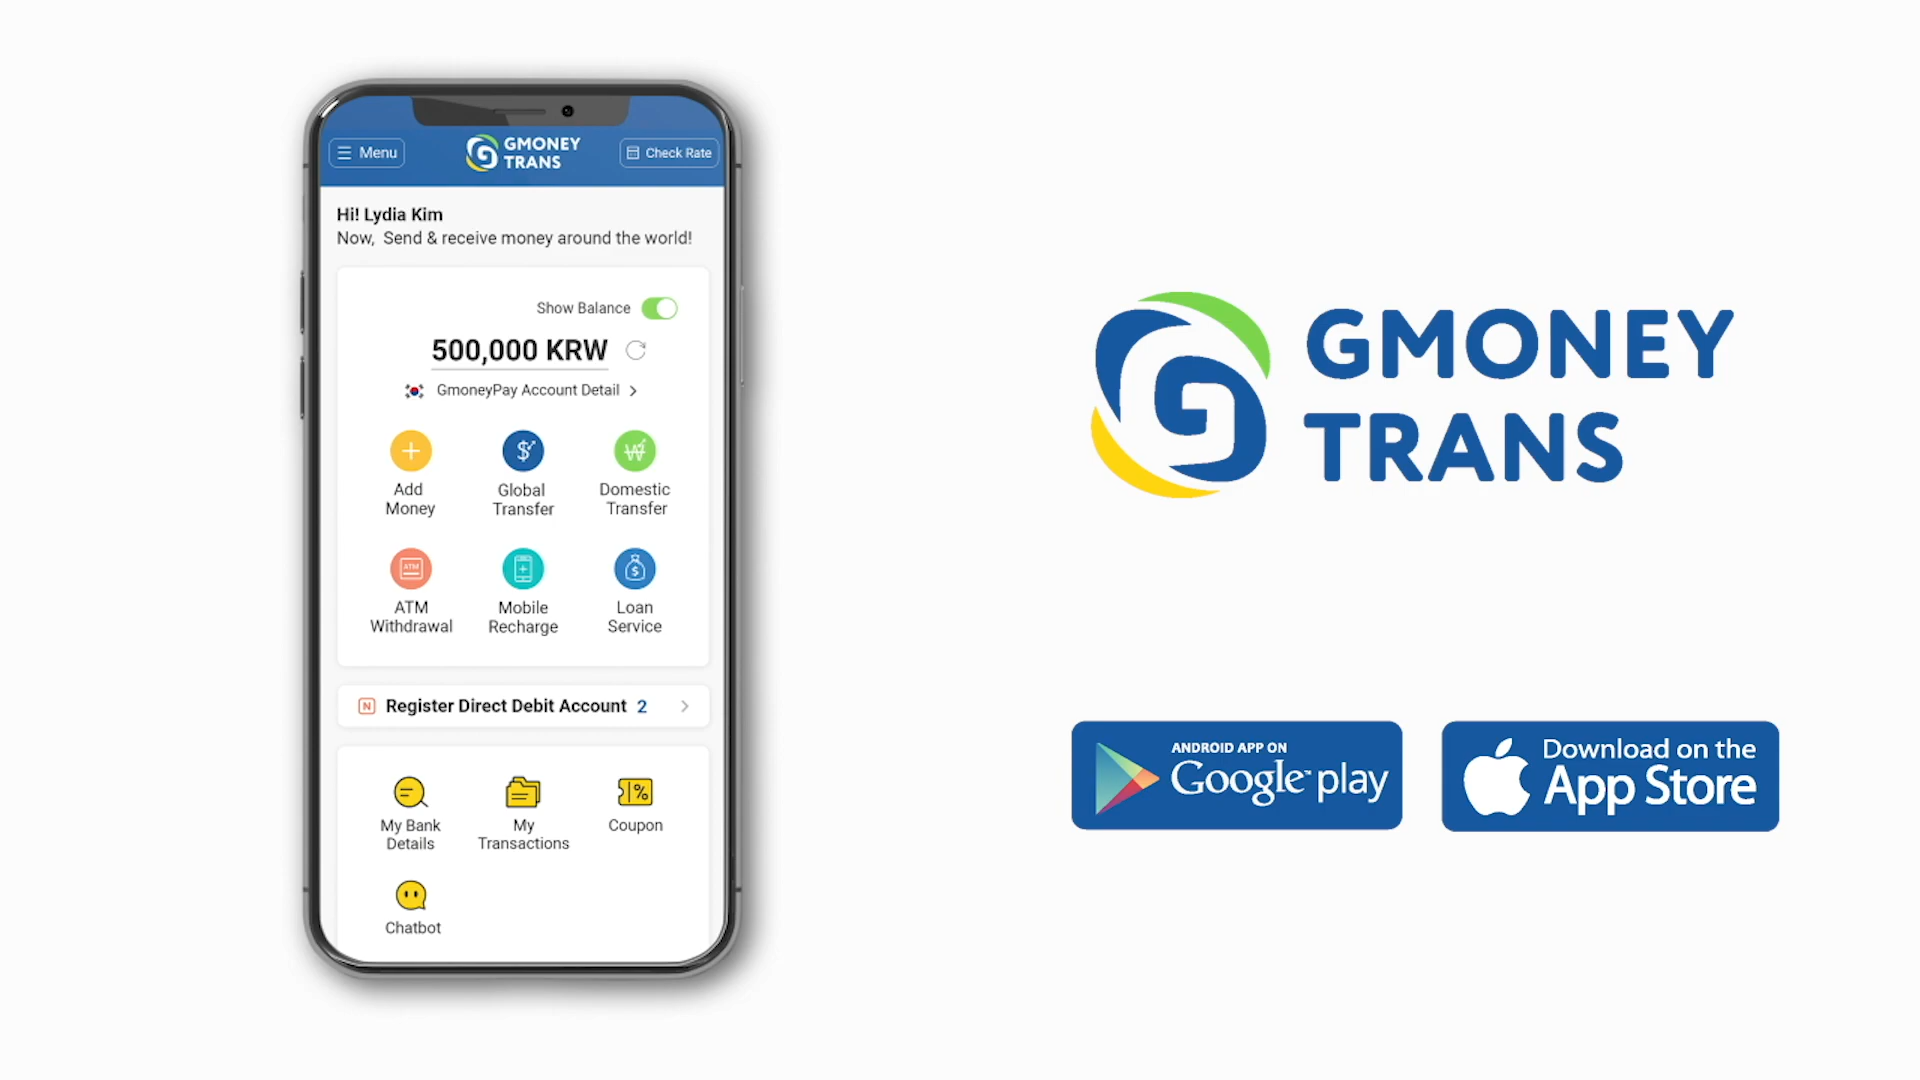 Menu
GMONEY
TRANS
Check Rate
Hi! Lydia Kim
Now, Send & receive money around the world!
Show Balance
500,000 KRW
GmoneyPay Account Detail
Add
Money
Global
Transfer
Domestic
Transfer
ATM
ATM
Withdrawal
Mobile
Recharge
Loan
Service
N Register Direct Debit Account 2
My Bank
Details
My
Transactions
Coupon
Chatbot
GMONEY
TRANS
ANDROID APP ON
Google play
Download on the
App Store